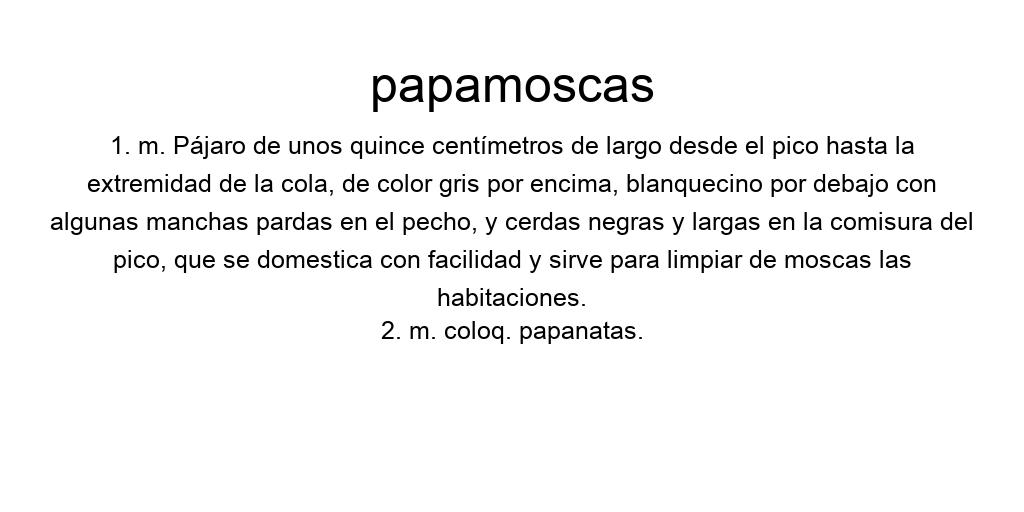 papamoscas
1. m. Pájaro de unos quince centímetros de largo desde el pico hasta la
extremidad de la cola, de color gris por encima, blanquecino por debajo con
algunas manchas pardas en el pecho, y cerdas negras y largas en la comisura del
pico, que se domestica con facilidad y sirve para limpiar de moscas las
habitaciones.
2. m. coloq. papanatas.